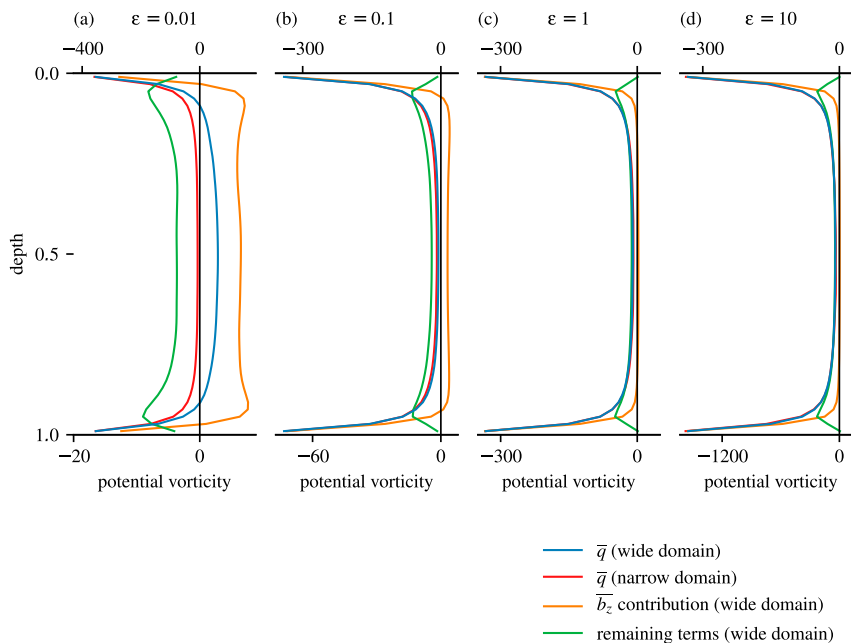 (a) ε = 0.01
(b) ε = 0.1
(c) ε = 1
(d) ε = 10
−400 0
−300 0
−300 0
−300 0
0.0
0.5
1.0
depth
−20 0
−60 0
−300 0
−1200 0
potential vorticity
potential vorticity
potential vorticity
potential vorticity
q̅ (wide domain)
q̅ (narrow domain)
b̅z̅ contribution (wide domain)
remaining terms (wide domain)